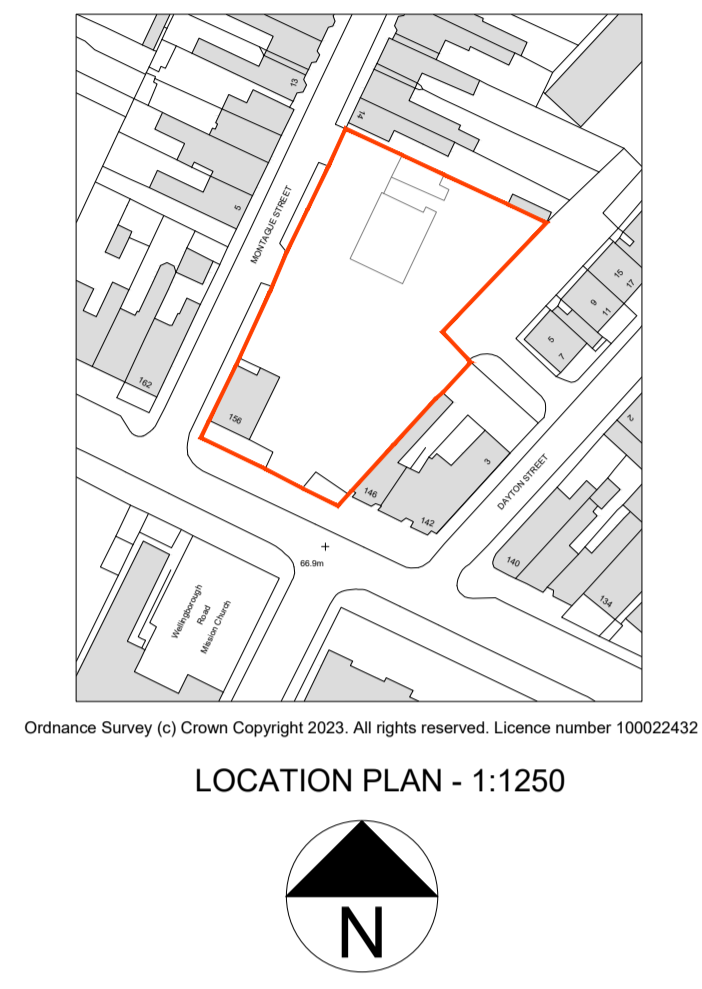 13
14
5
MONTAGUE STREET
15
17
9
11
5
7
162
156
2
3
146
142
DAYTON STREET
140
134
66.9m
Wellingborough
Road
Mission Church
Ordnance Survey (c) Crown Copyright 2023. All rights reserved. Licence number 100022432
LOCATION PLAN - 1:1250
N